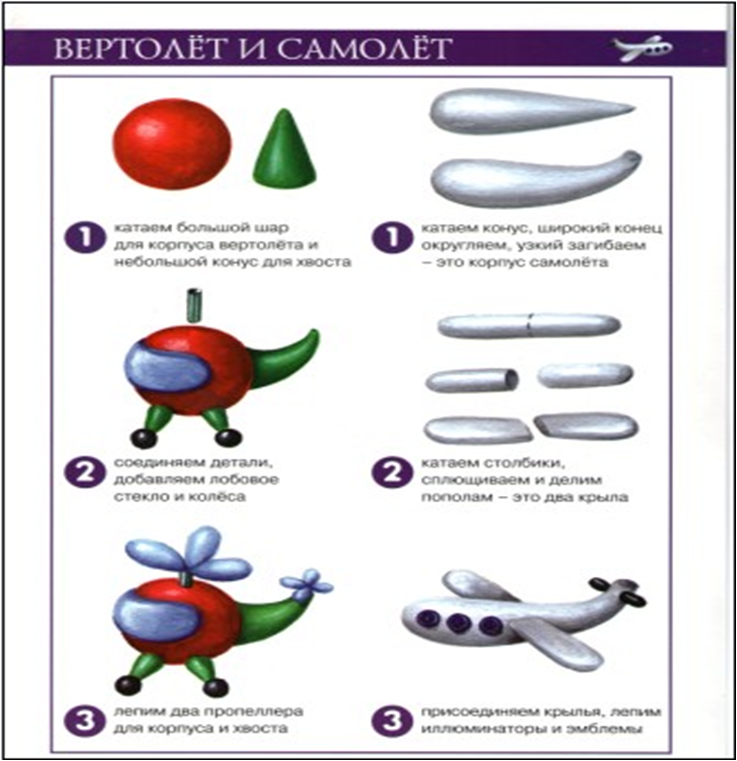 ВЕРТОЛЁТ И САМОЛЁТ
1 катаем большой шар
для корпуса вертолёта и
небольшой конус для хвоста
1 катаем конус, широкий конец
округляем, узкий загибаем
– это корпус самолёта
2 соединяем детали,
добавляем лобовое
стекло и колёса
2 катаем столбики,
сплющиваем и делим
пополам – это два крыла
3 лепим два пропеллера
для корпуса и хвоста
3 присоединяем крылья, лепим
иллюминаторы и эмблемы